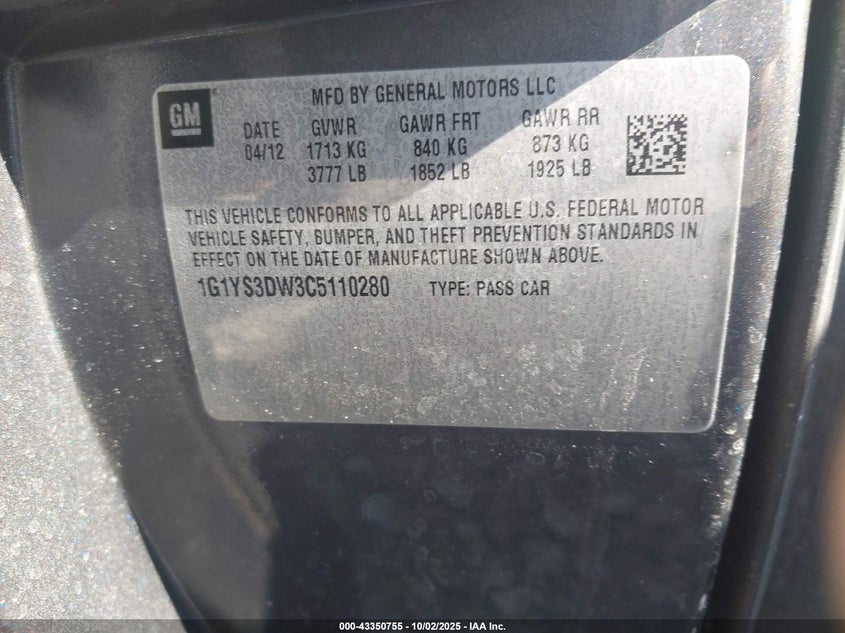 GM
MFD BY GENERAL MOTORS LLC
DATE GVWR GAWR FRT GAWR RR
04/12 1713 KG 840 KG 873 KG
3777 LB 1852 LB 1925 LB
THIS VEHICLE CONFORMS TO ALL APPLICABLE U.S. FEDERAL MOTOR
VEHICLE SAFETY, BUMPER, AND THEFT PREVENTION STANDARDS IN
EFFECT ON THE DATE OF MANUFACTURE SHOWN ABOVE.
1G1YS3DW3C5110280 TYPE: PASS CAR
000-43350755 - 10/02/2025 - IAA Inc.